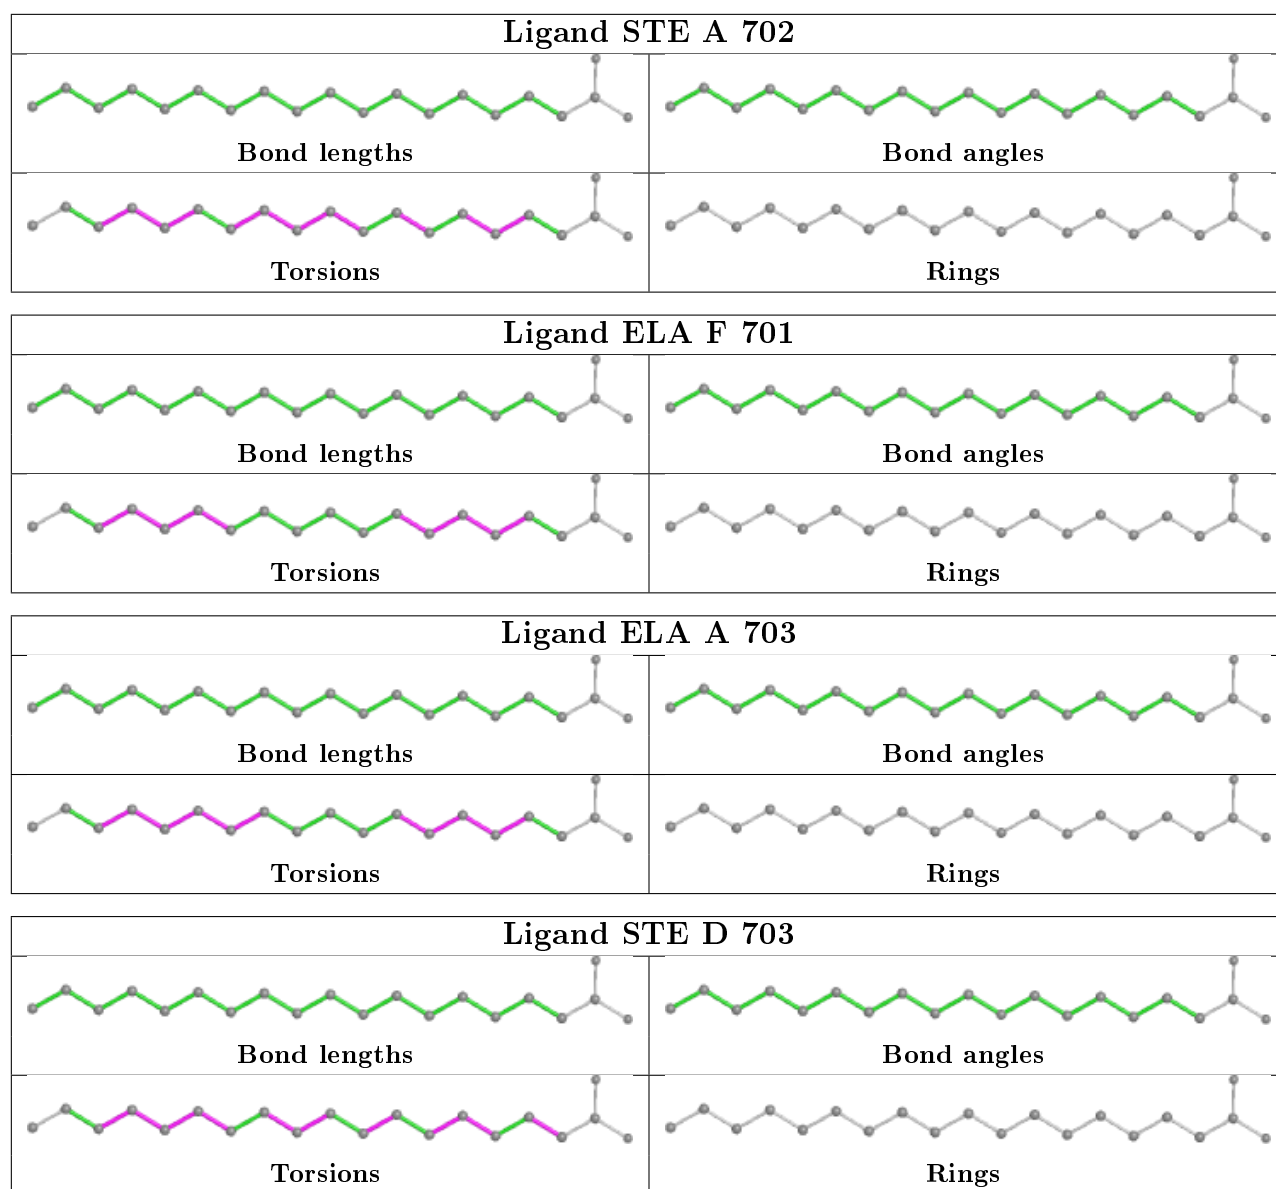 Ligand STE A 702
Bond lengths
Bond angles
Torsions
Rings
Ligand ELA F 701
Bond lengths
Bond angles
Torsions
Rings
Ligand ELA A 703
Bond lengths
Bond angles
Torsions
Rings
Ligand STE D 703
Bond lengths
Bond angles
Torsions
Rings